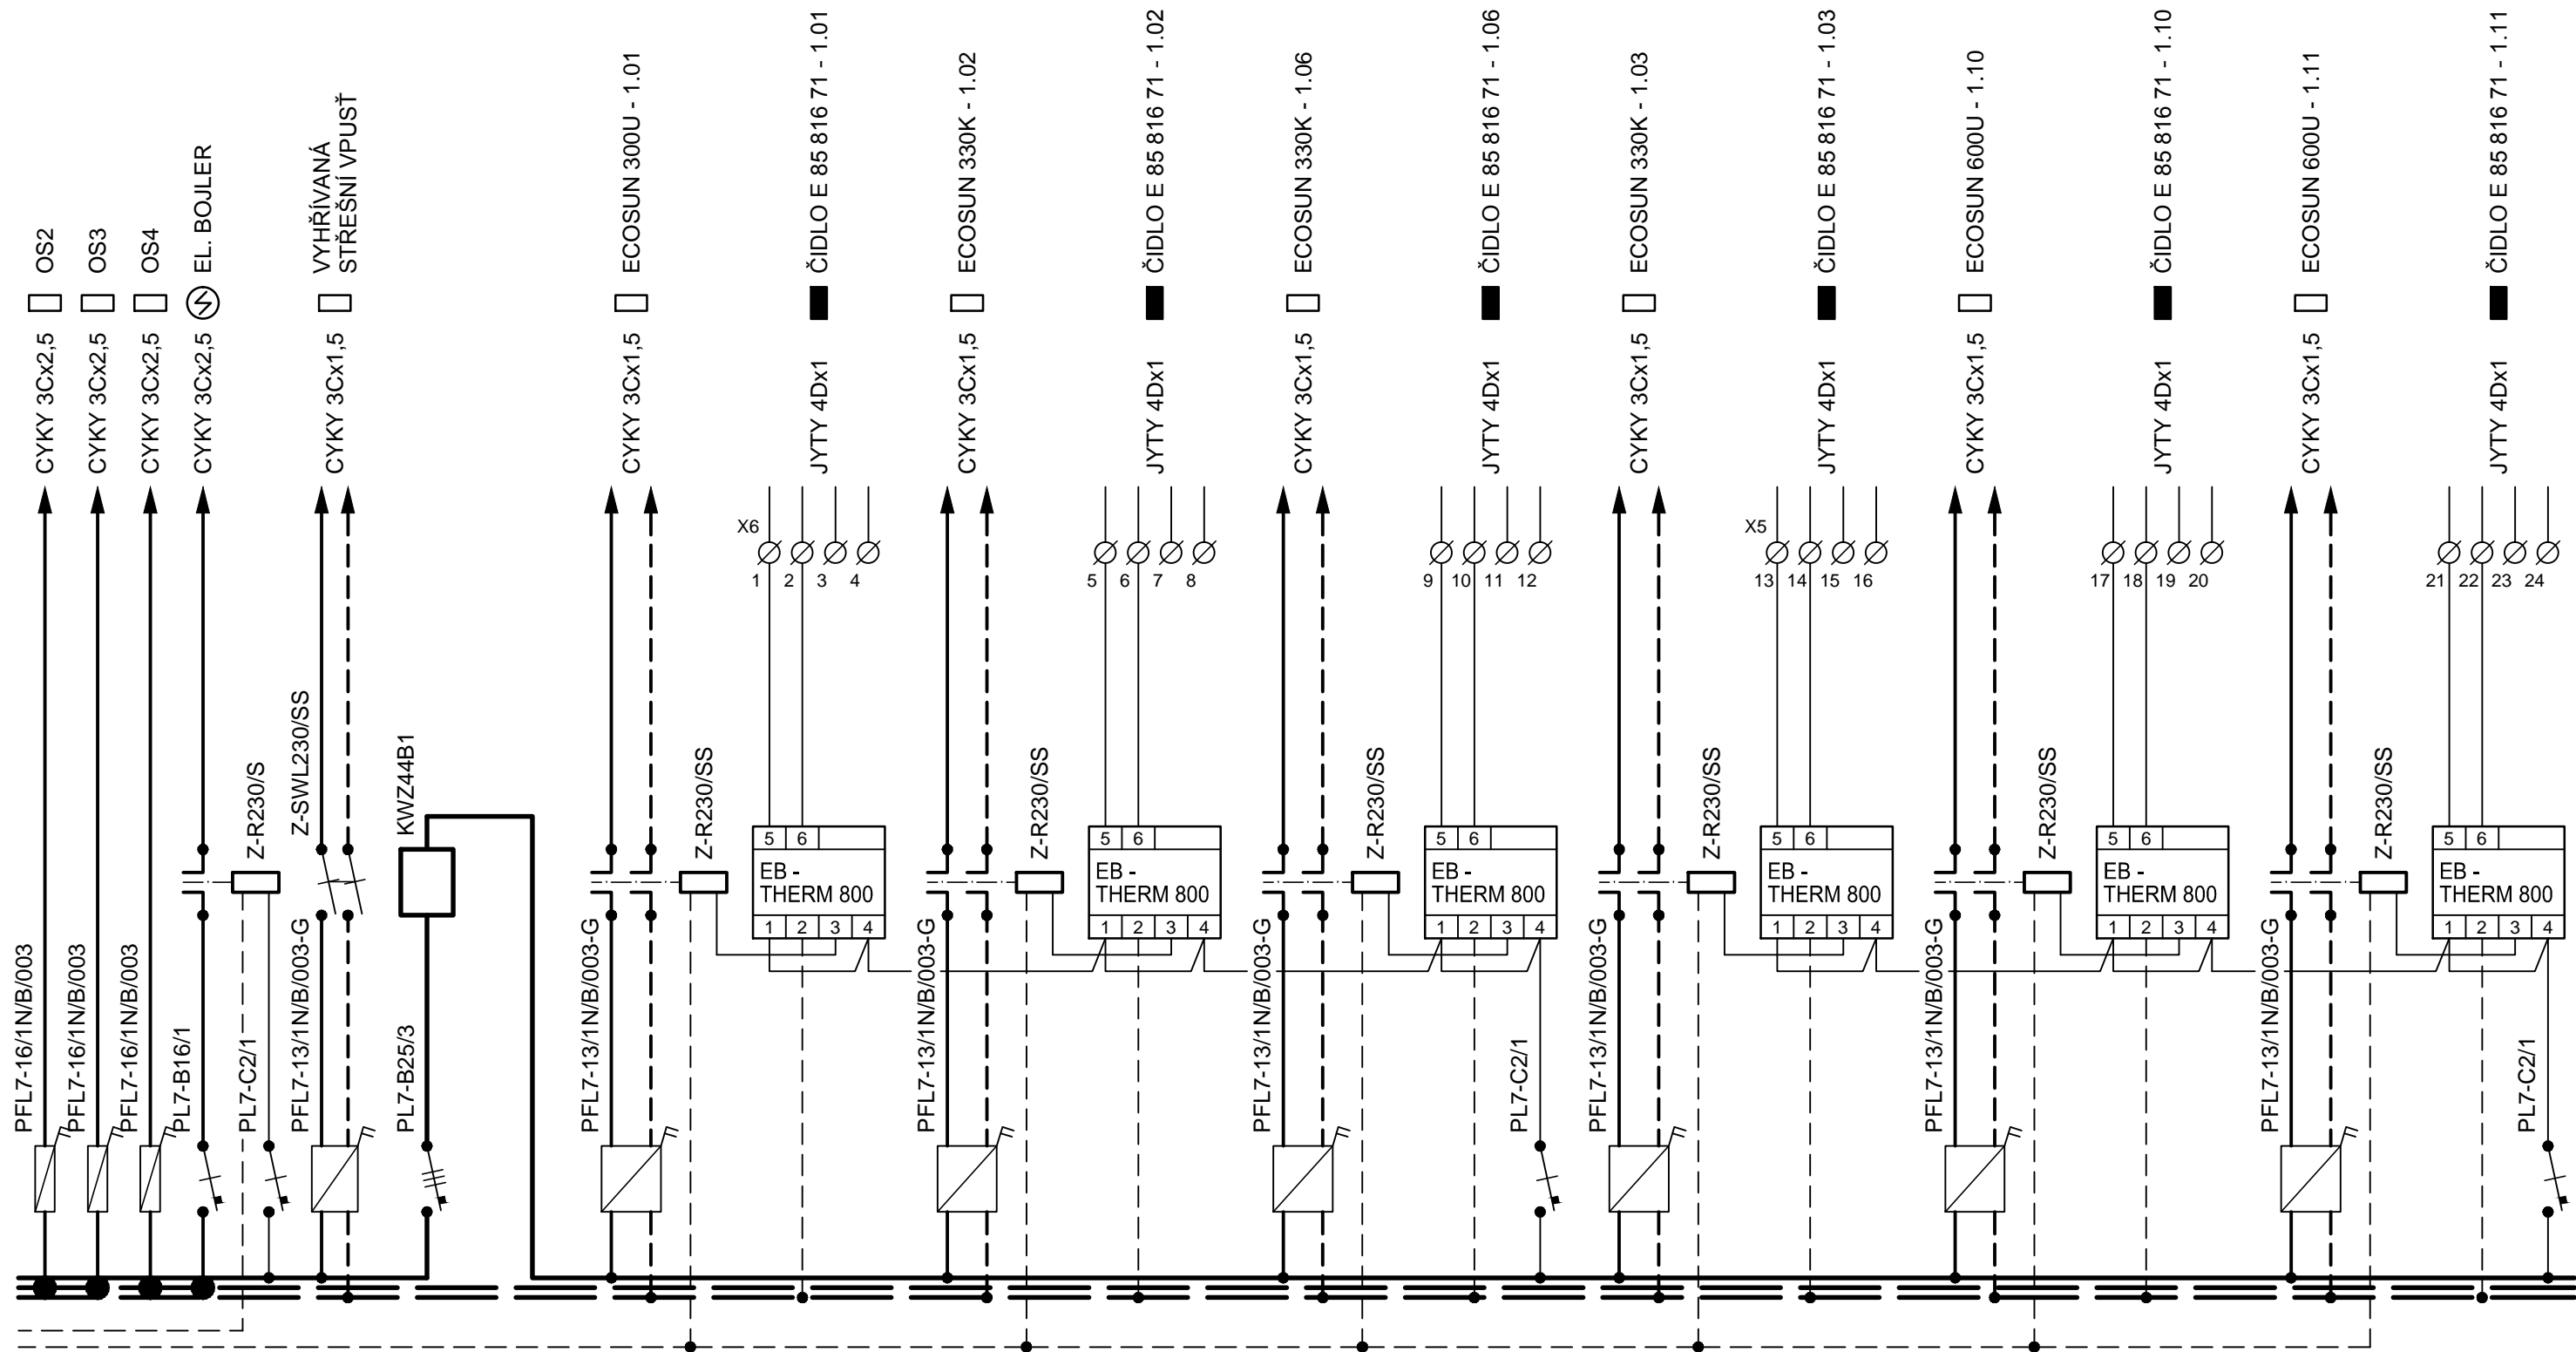 OS2
OS3
OS4
EL. BOJLER
VYHŘÍVANÁ
STŘEŠNÍ VPUSŤ
ECOSUN 300U - 1.01
ČIDLO E 85 816 71 - 1.01
ECOSUN 330K - 1.02
ČIDLO E 85 816 71 - 1.02
ECOSUN 330K - 1.06
ČIDLO E 85 816 71 - 1.06
ECOSUN 330K - 1.03
ČIDLO E 85 816 71 - 1.03
ECOSUN 600U - 1.10
ČIDLO E 85 816 71 - 1.10
ECOSUN 600U - 1.11
ČIDLO E 85 816 71 - 1.11
CYKY 3Cx2,5
CYKY 3Cx2,5
CYKY 3Cx2,5
CYKY 3Cx2,5
CYKY 3Cx1,5
CYKY 3Cx1,5
JYTY 4Dx1
CYKY 3Cx1,5
JYTY 4Dx1
CYKY 3Cx1,5
JYTY 4Dx1
CYKY 3Cx1,5
JYTY 4Dx1
CYKY 3Cx1,5
JYTY 4Dx1
CYKY 3Cx1,5
JYTY 4Dx1
X6
X5
1 2 3 4
5 6 7 8
9 10 11 12
13 14 15 16
17 18 19 20
21 22 23 24
Z-R230/S
Z-SWL230/SS
KWZ44B1
Z-R230/SS
Z-R230/SS
Z-R230/SS
Z-R230/SS
Z-R230/SS
Z-R230/SS
5 6
EB -
THERM 800
1 2 3 4
5 6
EB -
THERM 800
1 2 3 4
5 6
EB -
THERM 800
1 2 3 4
5 6
EB -
THERM 800
1 2 3 4
5 6
EB -
THERM 800
1 2 3 4
5 6
EB -
THERM 800
1 2 3 4
PFL7-16/1N/B/003
PFL7-16/1N/B/003
PFL7-16/1N/B/003
PL7-B16/1
PL7-C2/1
PFL7-13/1N/B/003-G
PL7-B25/3
PFL7-13/1N/B/003-G
PFL7-13/1N/B/003-G
PFL7-13/1N/B/003-G
PL7-C2/1
PFL7-13/1N/B/003-G
PFL7-13/1N/B/003-G
PFL7-13/1N/B/003-G
PL7-C2/1